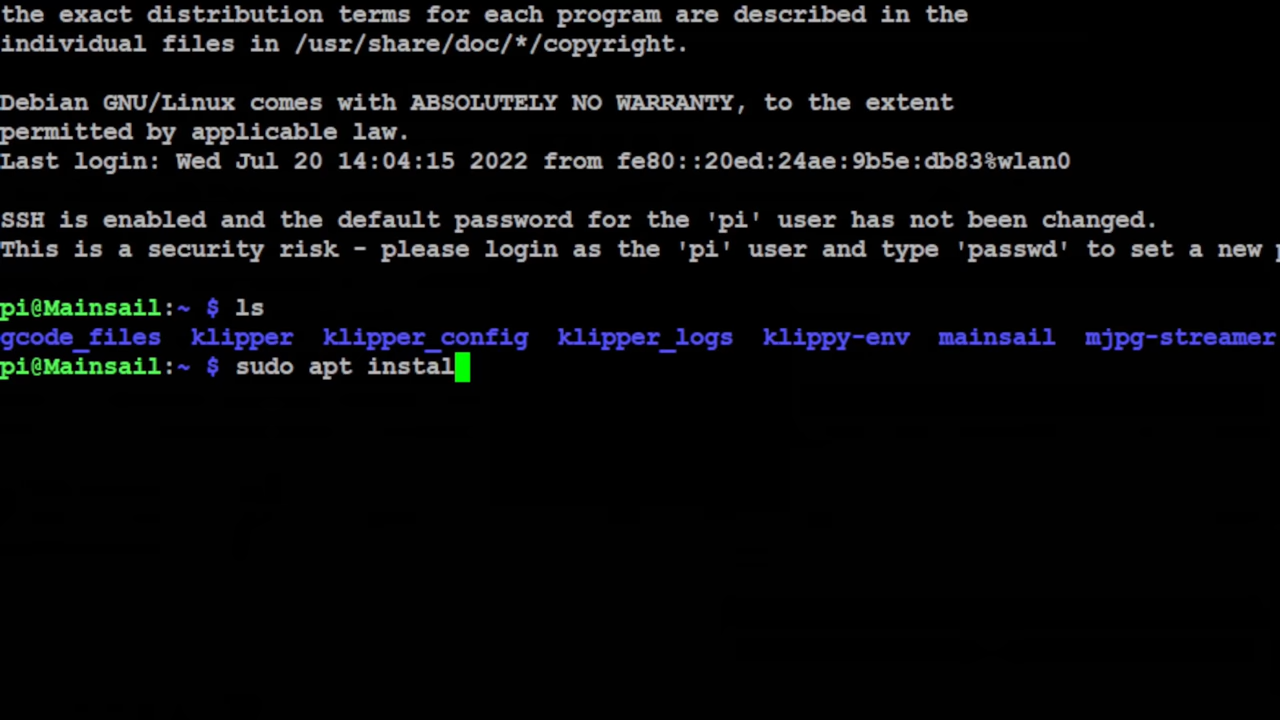 the exact distribution terms for each program are described in the
individual files in /usr/share/doc/*/copyright.
Debian GNU/Linux comes with ABSOLUTELY NO WARRANTY, to the extent
permitted by applicable law.
Last login: Wed Jul 20 14:04:15 2022 from fe80::20ed:24ae:9b5e:db83%wlan0
SSH is enabled and the default password for the 'pi' user has not been changed.
This is a security risk - please login as the 'pi' user and type 'passwd' to set a new
pi@Mainsail:~ $ ls
gcode_files klipper klipper_config klipper_logs klippy-env mainsail mjpg-streamer
pi@Mainsail:~ $ sudo apt instal